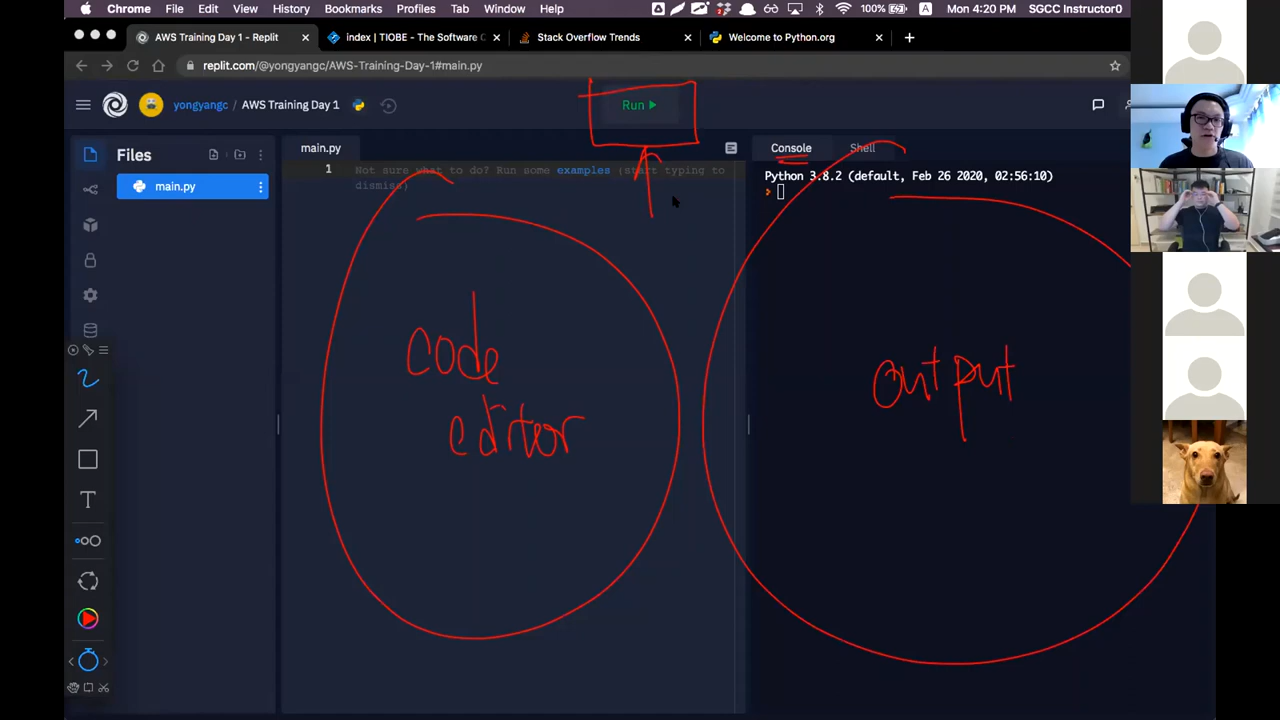 Chrome File Edit View History Bookmarks Profiles Tab Window Help 100% A Mon 4:20 PM SGCC Instructor0
AWS Training Day 1 - Replit index | TIOBE - The Software C Stack Overflow Trends Welcome to Python.org
replit.com/@yongyangc/AWS-Training-Day-1#main.py
yongyangc / AWS Training Day 1 Run
Files main.py Console Shell
main.py
1 Not sure what to do? Run some examples (start typing to
dismiss)
Python 3.8.2 (default, Feb 26 2020, 02:56:10)
code
editor
output
T